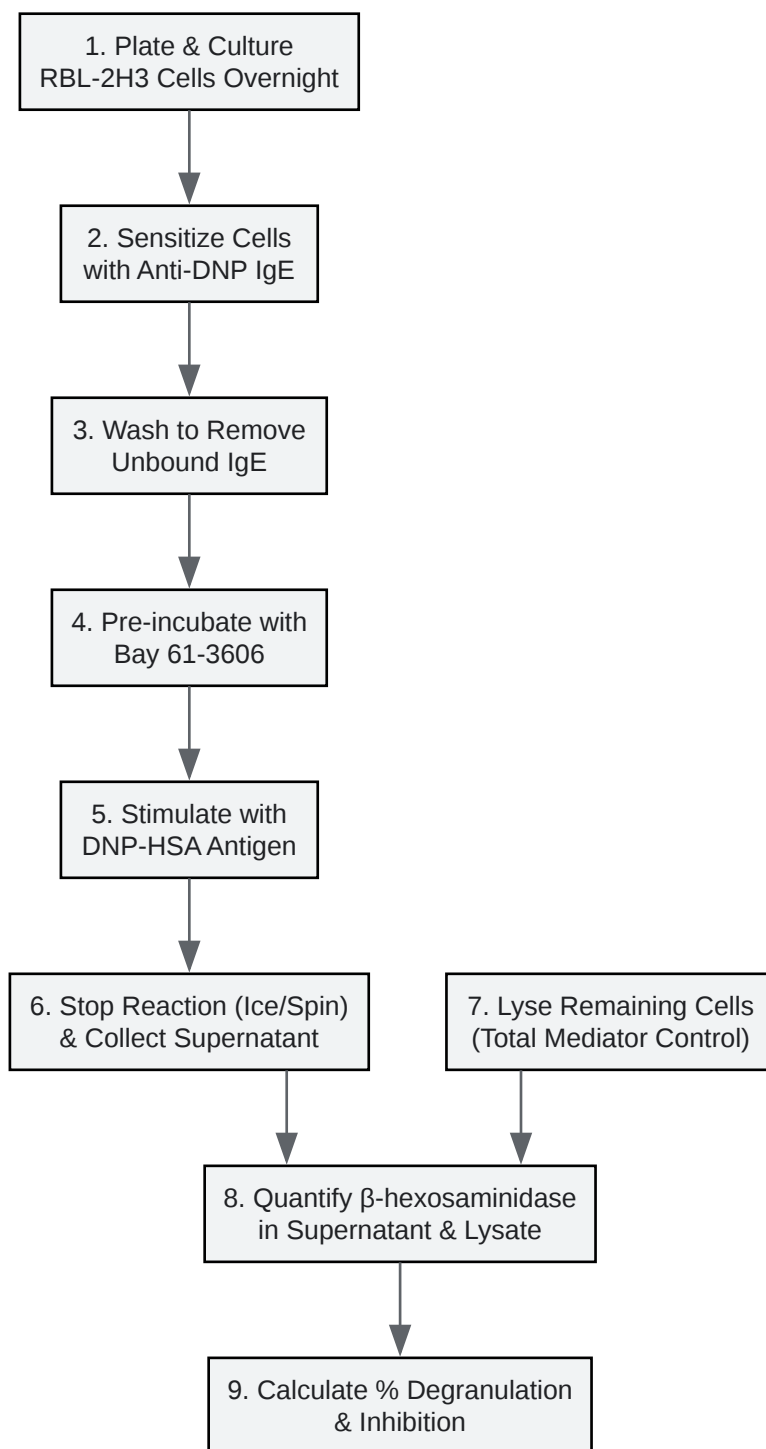 1. Plate & Culture
RBL-2H3 Cells Overnight
2. Sensitize Cells
with Anti-DNP IgE
3. Wash to Remove
Unbound IgE
4. Pre-incubate with
Bay 61-3606
5. Stimulate with
DNP-HSA Antigen
6. Stop Reaction (Ice/Spin)
& Collect Supernatant
7. Lyse Remaining Cells
(Total Mediator Control)
8. Quantify β-hexosaminidase
in Supernatant & Lysate
9. Calculate % Degranulation
& Inhibition